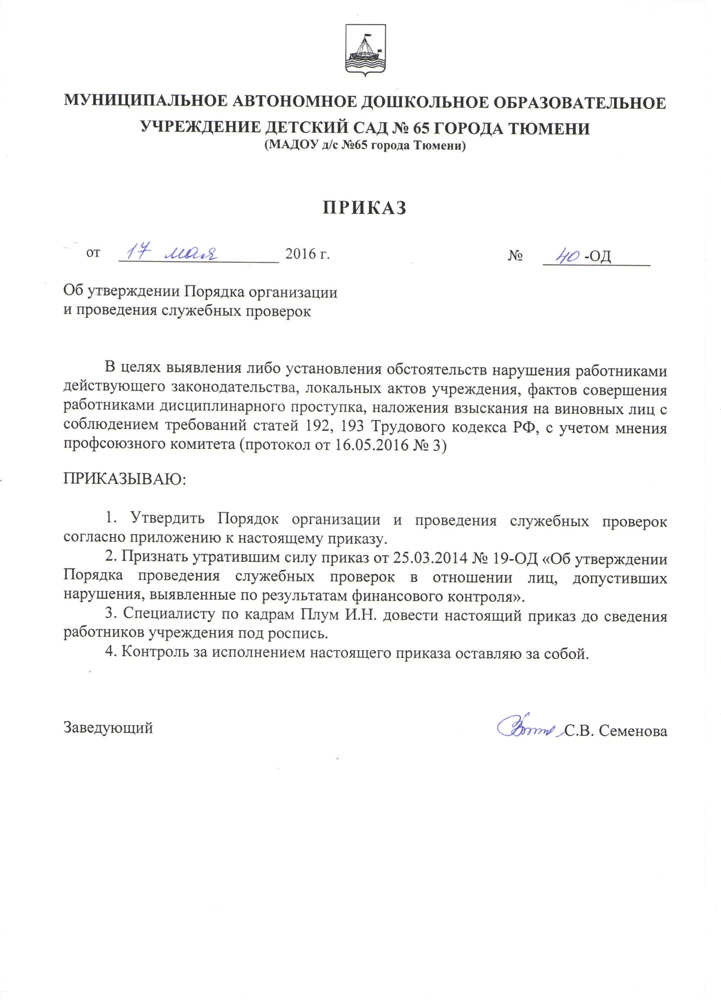 МУНИЦИПАЛЬНОЕ АВТОНОМНОЕ ДОШКОЛЬНОЕ ОБРАЗОВАТЕЛЬНОЕ
УЧРЕЖДЕНИЕ ДЕТСКИЙ САД № 65 ГОРОДА ТЮМЕНИ
(МАДОУ д/с №65 города Тюмени)
ПРИКАЗ
от 17 мая 2016 г. № 40 -ОД
Об утверждении Порядка организации
и проведения служебных проверок
В целях выявления либо установления обстоятельств нарушения работниками
действующего законодательства, локальных актов учреждения, фактов совершения
работниками дисциплинарного проступка, наложения взыскания на виновных лиц с
соблюдением требований статей 192, 193 Трудового кодекса РФ, с учетом мнения
профсоюзного комитета (протокол от 16.05.2016 № 3)
ПРИКАЗЫВАЮ:
1. Утвердить Порядок организации и проведения служебных проверок
согласно приложению к настоящему приказу.
2. Признать утратившим силу приказ от 25.03.2014 № 19-ОД «Об утверждении
Порядка проведения служебных проверок в отношении лиц, допустивших
нарушения, выявленные по результатам финансового контроля».
3. Специалисту по кадрам Плум И.Н. довести настоящий приказ до сведения
работников учреждения под роспись.
4. Контроль за исполнением настоящего приказа оставляю за собой.
Заведующий С.В. Семенова